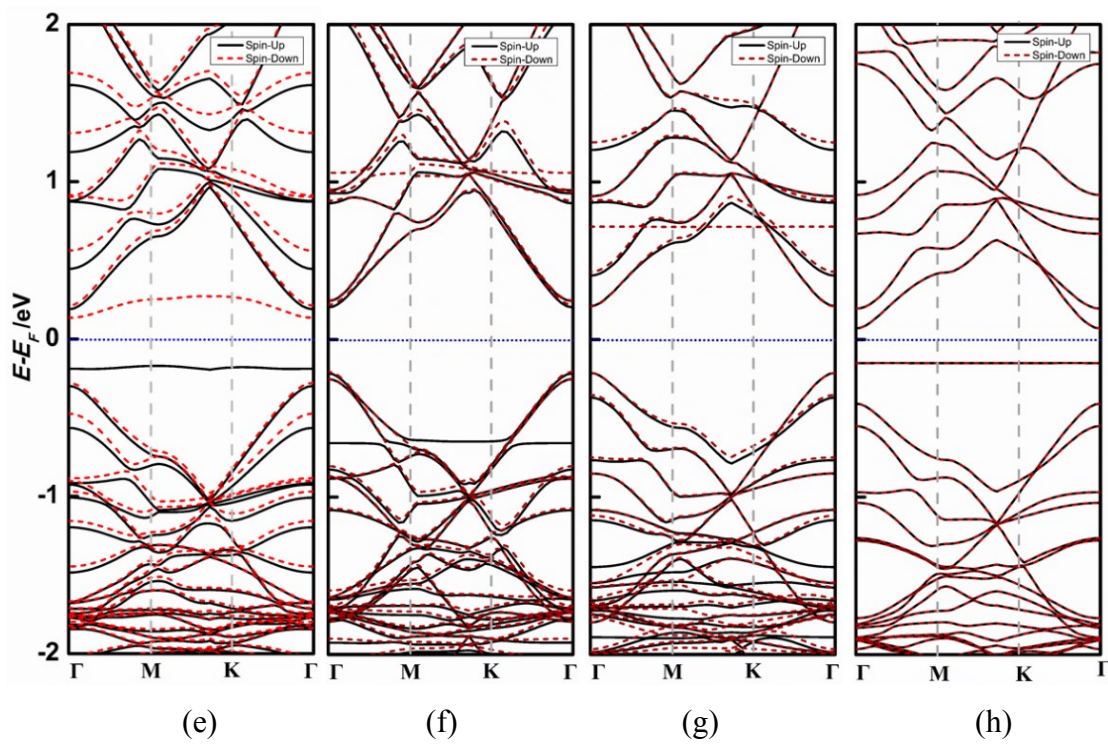 2
1
0
-1
-2
E-E_F /eV
Spin-Up
Spin-Down
Spin-Up
Spin-Down
Spin-Up
Spin-Down
Spin-Up
Spin-Down
Γ M K Γ
Γ M K Γ
Γ M K Γ
Γ M K Γ
(e) (f) (g) (h)